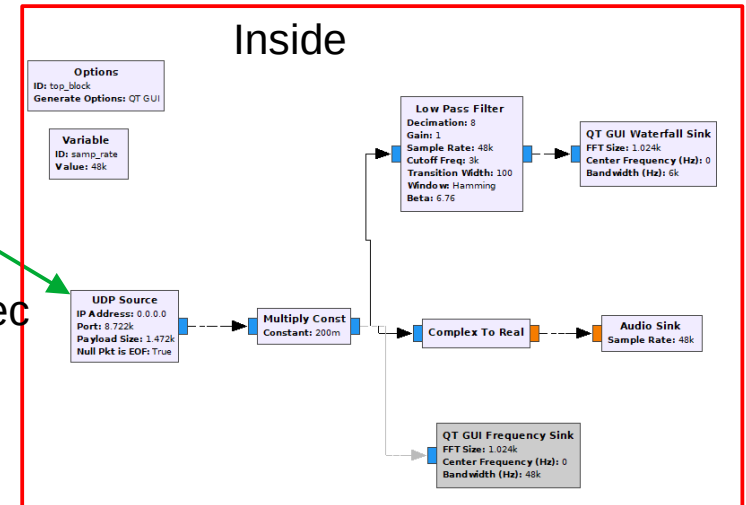 Inside
Options
ID: top_block
Generate Options: QT GUI
Variable
ID: samp_rate
Value: 48k
Low Pass Filter
Decimation: 8
Gain: 1
Sample Rate: 48k
Cutoff Freq: 3k
Transition Width: 100
Window: Hamming
Beta: 6.76
QT GUI Waterfall Sink
FFT Size: 1.024k
Center Frequency (Hz): 0
Bandwidth (Hz): 6k
ec
UDP Source
IP Address: 0.0.0.0
Port: 8.722k
Payload Size: 1.472k
Null Pkt is EOF: True
Multiply Const
Constant: 200m
Complex To Real
Audio Sink
Sample Rate: 48k
QT GUI Frequency Sink
FFT Size: 1.024k
Center Frequency (Hz): 0
Bandwidth (Hz): 48k